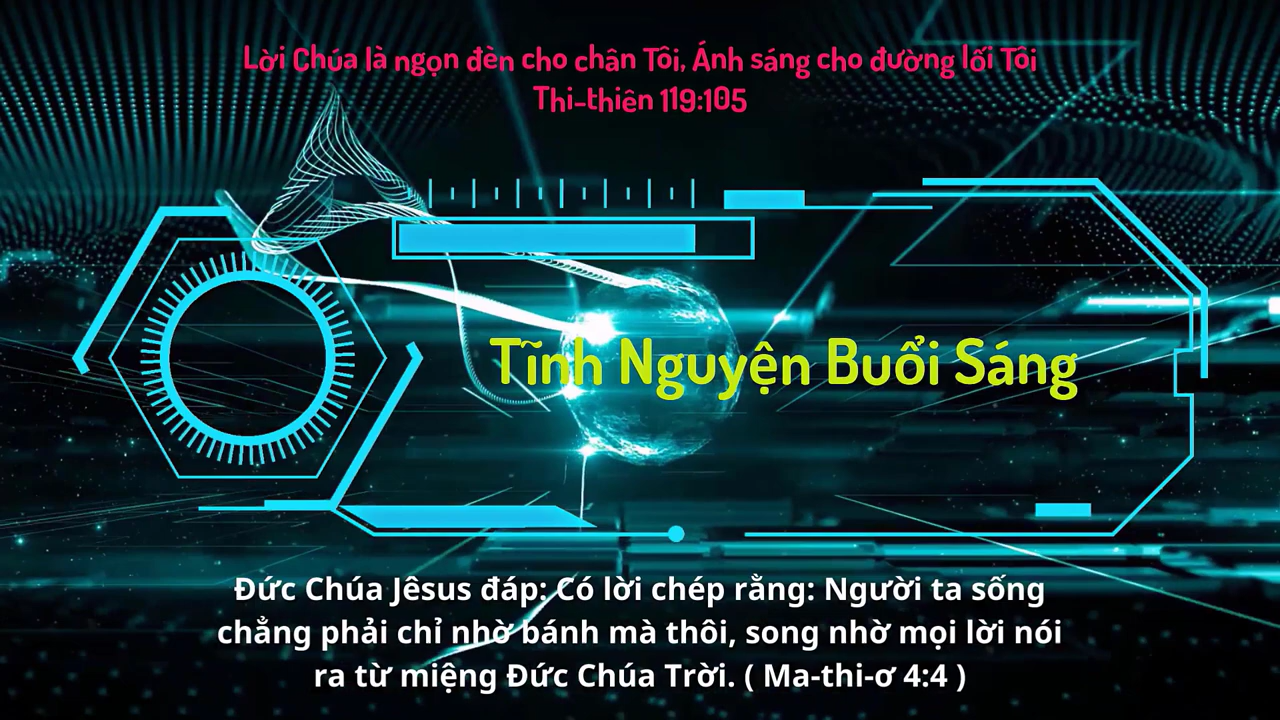 Lời Chúa là ngọn đèn cho chân Tôi, Ánh sáng cho đường lối Tôi
Thi-thiên 119:105
Tĩnh Nguyện Buổi Sáng
Đức Chúa Jêsus đáp: Có lời chép rằng: Người ta sống
chẳng phải chỉ nhờ bánh mà thôi, song nhờ mọi lời nói
ra từ miệng Đức Chúa Trời. ( Ma-thi-ơ 4:4 )